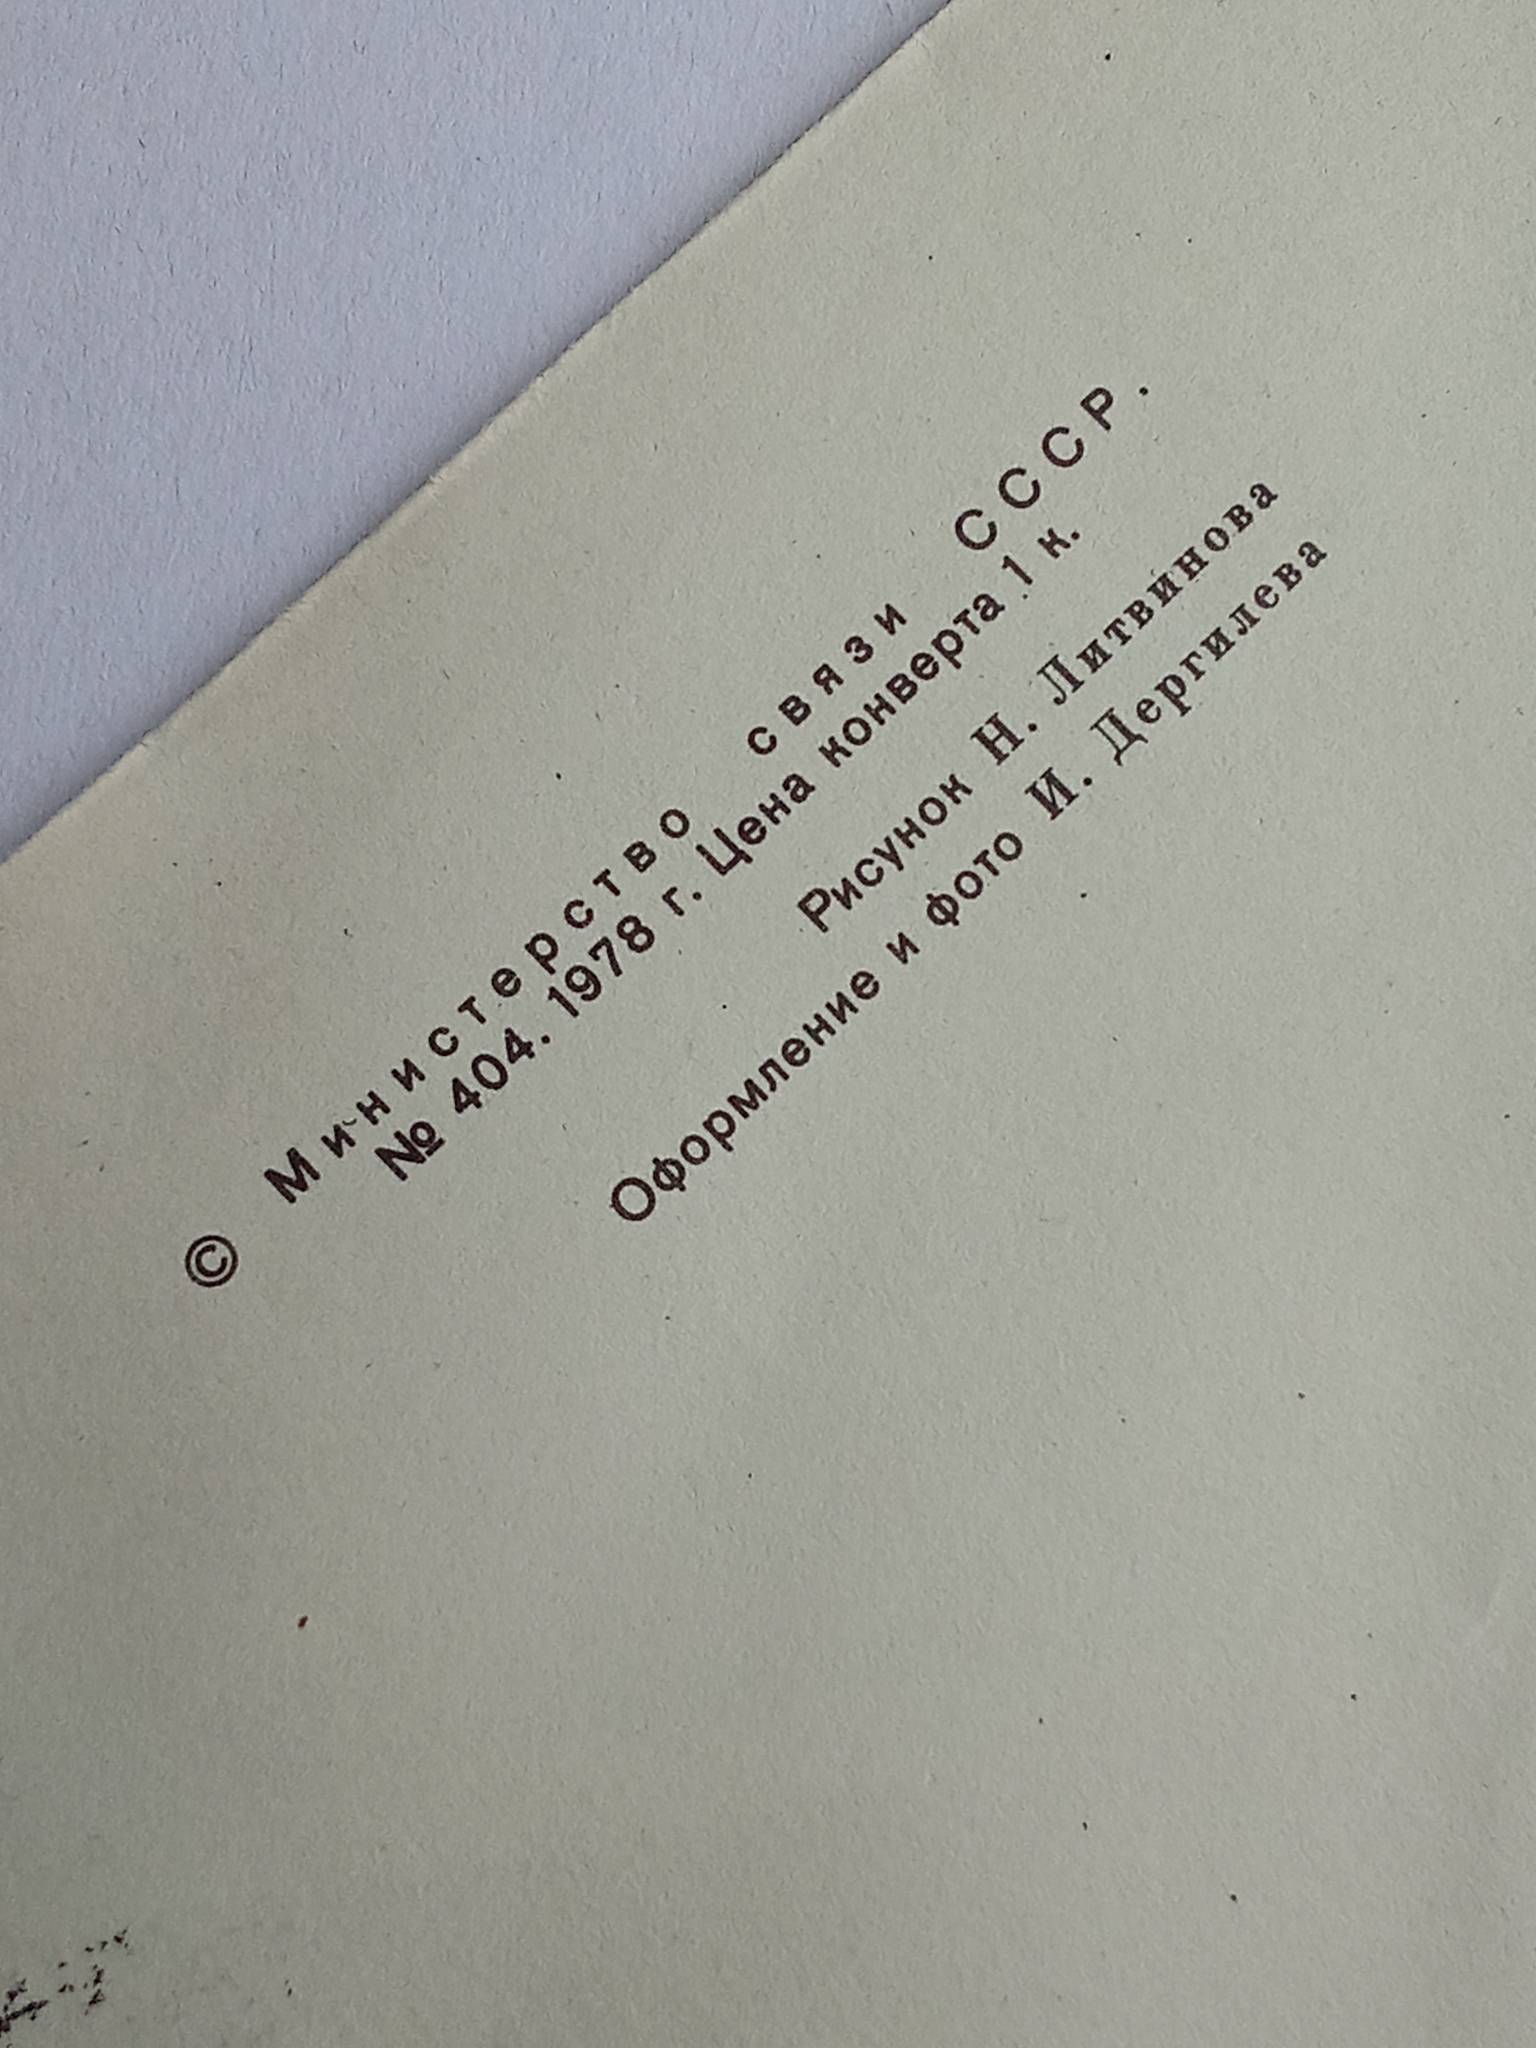 © Министерство связи СССР.
№ 404. 1978 г. Цена конверта 1 к.
Рисунок Н. Литвинова
Оформление и фото И. Дергилева